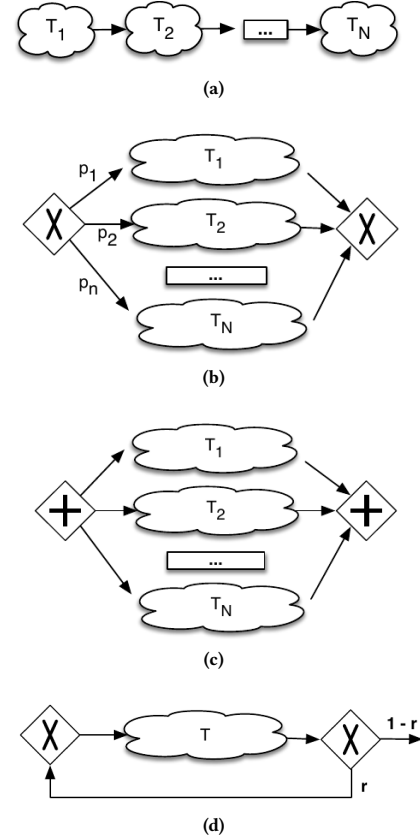 T1 T2 ... TN
(a)
T1
p1
X T2 X
p2
...
pn
TN
(b)
T1
+ T2 +
...
TN
(c)
1 - r
X T X
r
(d)